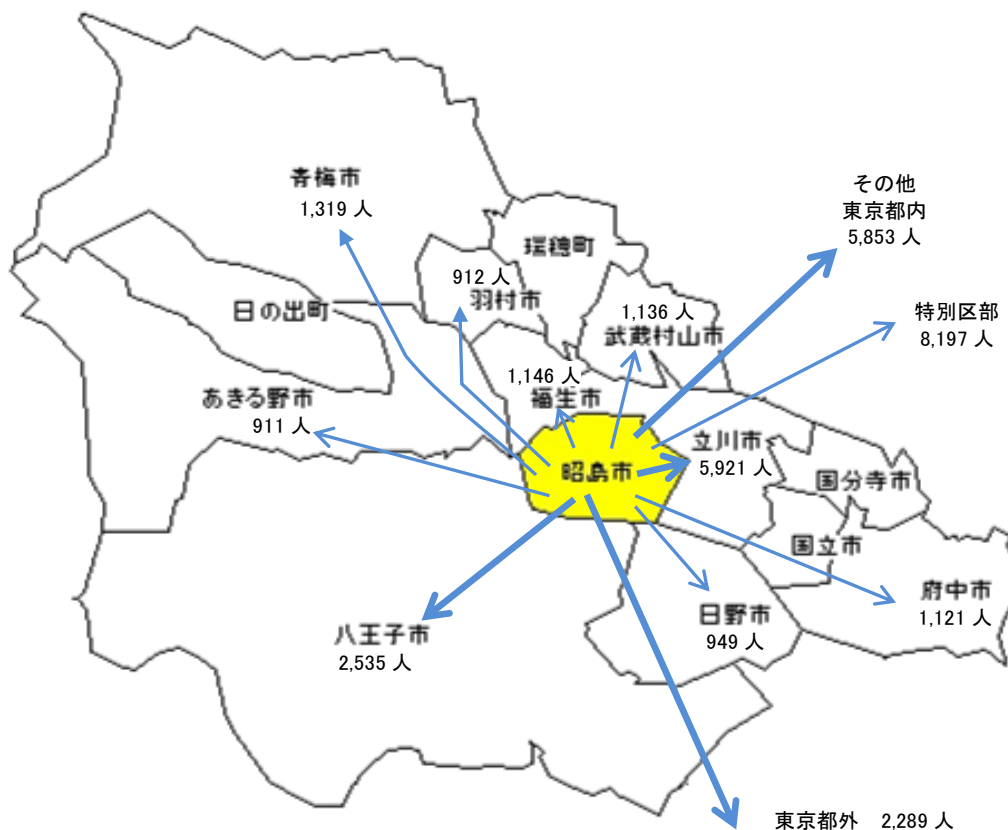 青梅市
1,319 人
その他
東京都内
5,853 人
瑞穂町
912 人
羽村市
日の出町
1,136 人
武蔵村山市
特別区部
8,197 人
1,146 人
福生市
あきる野市
911 人
立川市
5,921 人
昭島市
国分寺市
国立市
府中市
1,121 人
日野市
949 人
八王子市
2,535 人
東京都外 2,289 人